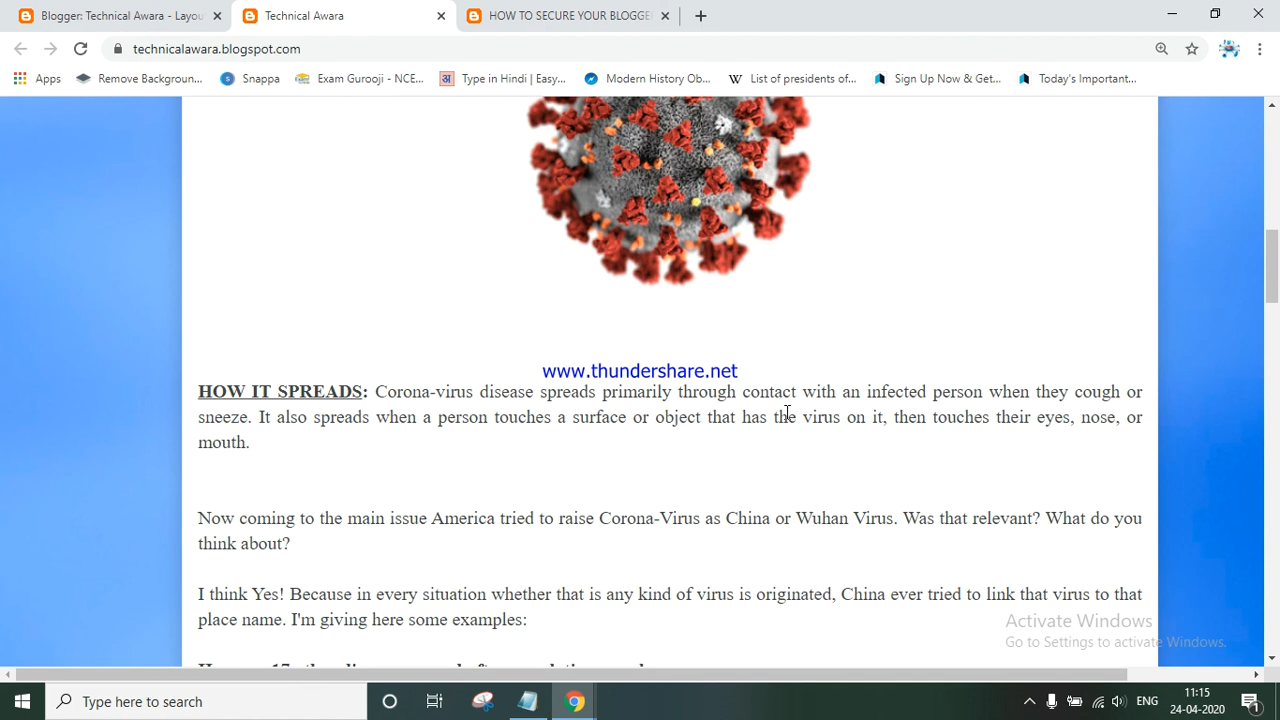 Blogger: Technical Awara - Layou
Technical Awara
HOW TO SECURE YOUR BLOGGE
technicalawara.blogspot.com
Apps
Remove Backgroun...
Snappa
Exam Gurooji - NCE...
अ Type in Hindi | Easy...
Modern History Ob...
W List of presidents of...
Sign Up Now & Get...
Today's Important...
www.thundershare.net
HOW IT SPREADS: Corona-virus disease spreads primarily through contact with an infected person when they cough or
sneeze. It also spreads when a person touches a surface or object that has the virus on it, then touches their eyes, nose, or
mouth.
Now coming to the main issue America tried to raise Corona-Virus as China or Wuhan Virus. Was that relevant? What do you
think about?
I think Yes! Because in every situation whether that is any kind of virus is originated, China ever tried to link that virus to that
place name. I'm giving here some examples:
Activate Windows
Go to Settings to activate Windows.
Type here to search
ENG
11:15
24-04-2020
1